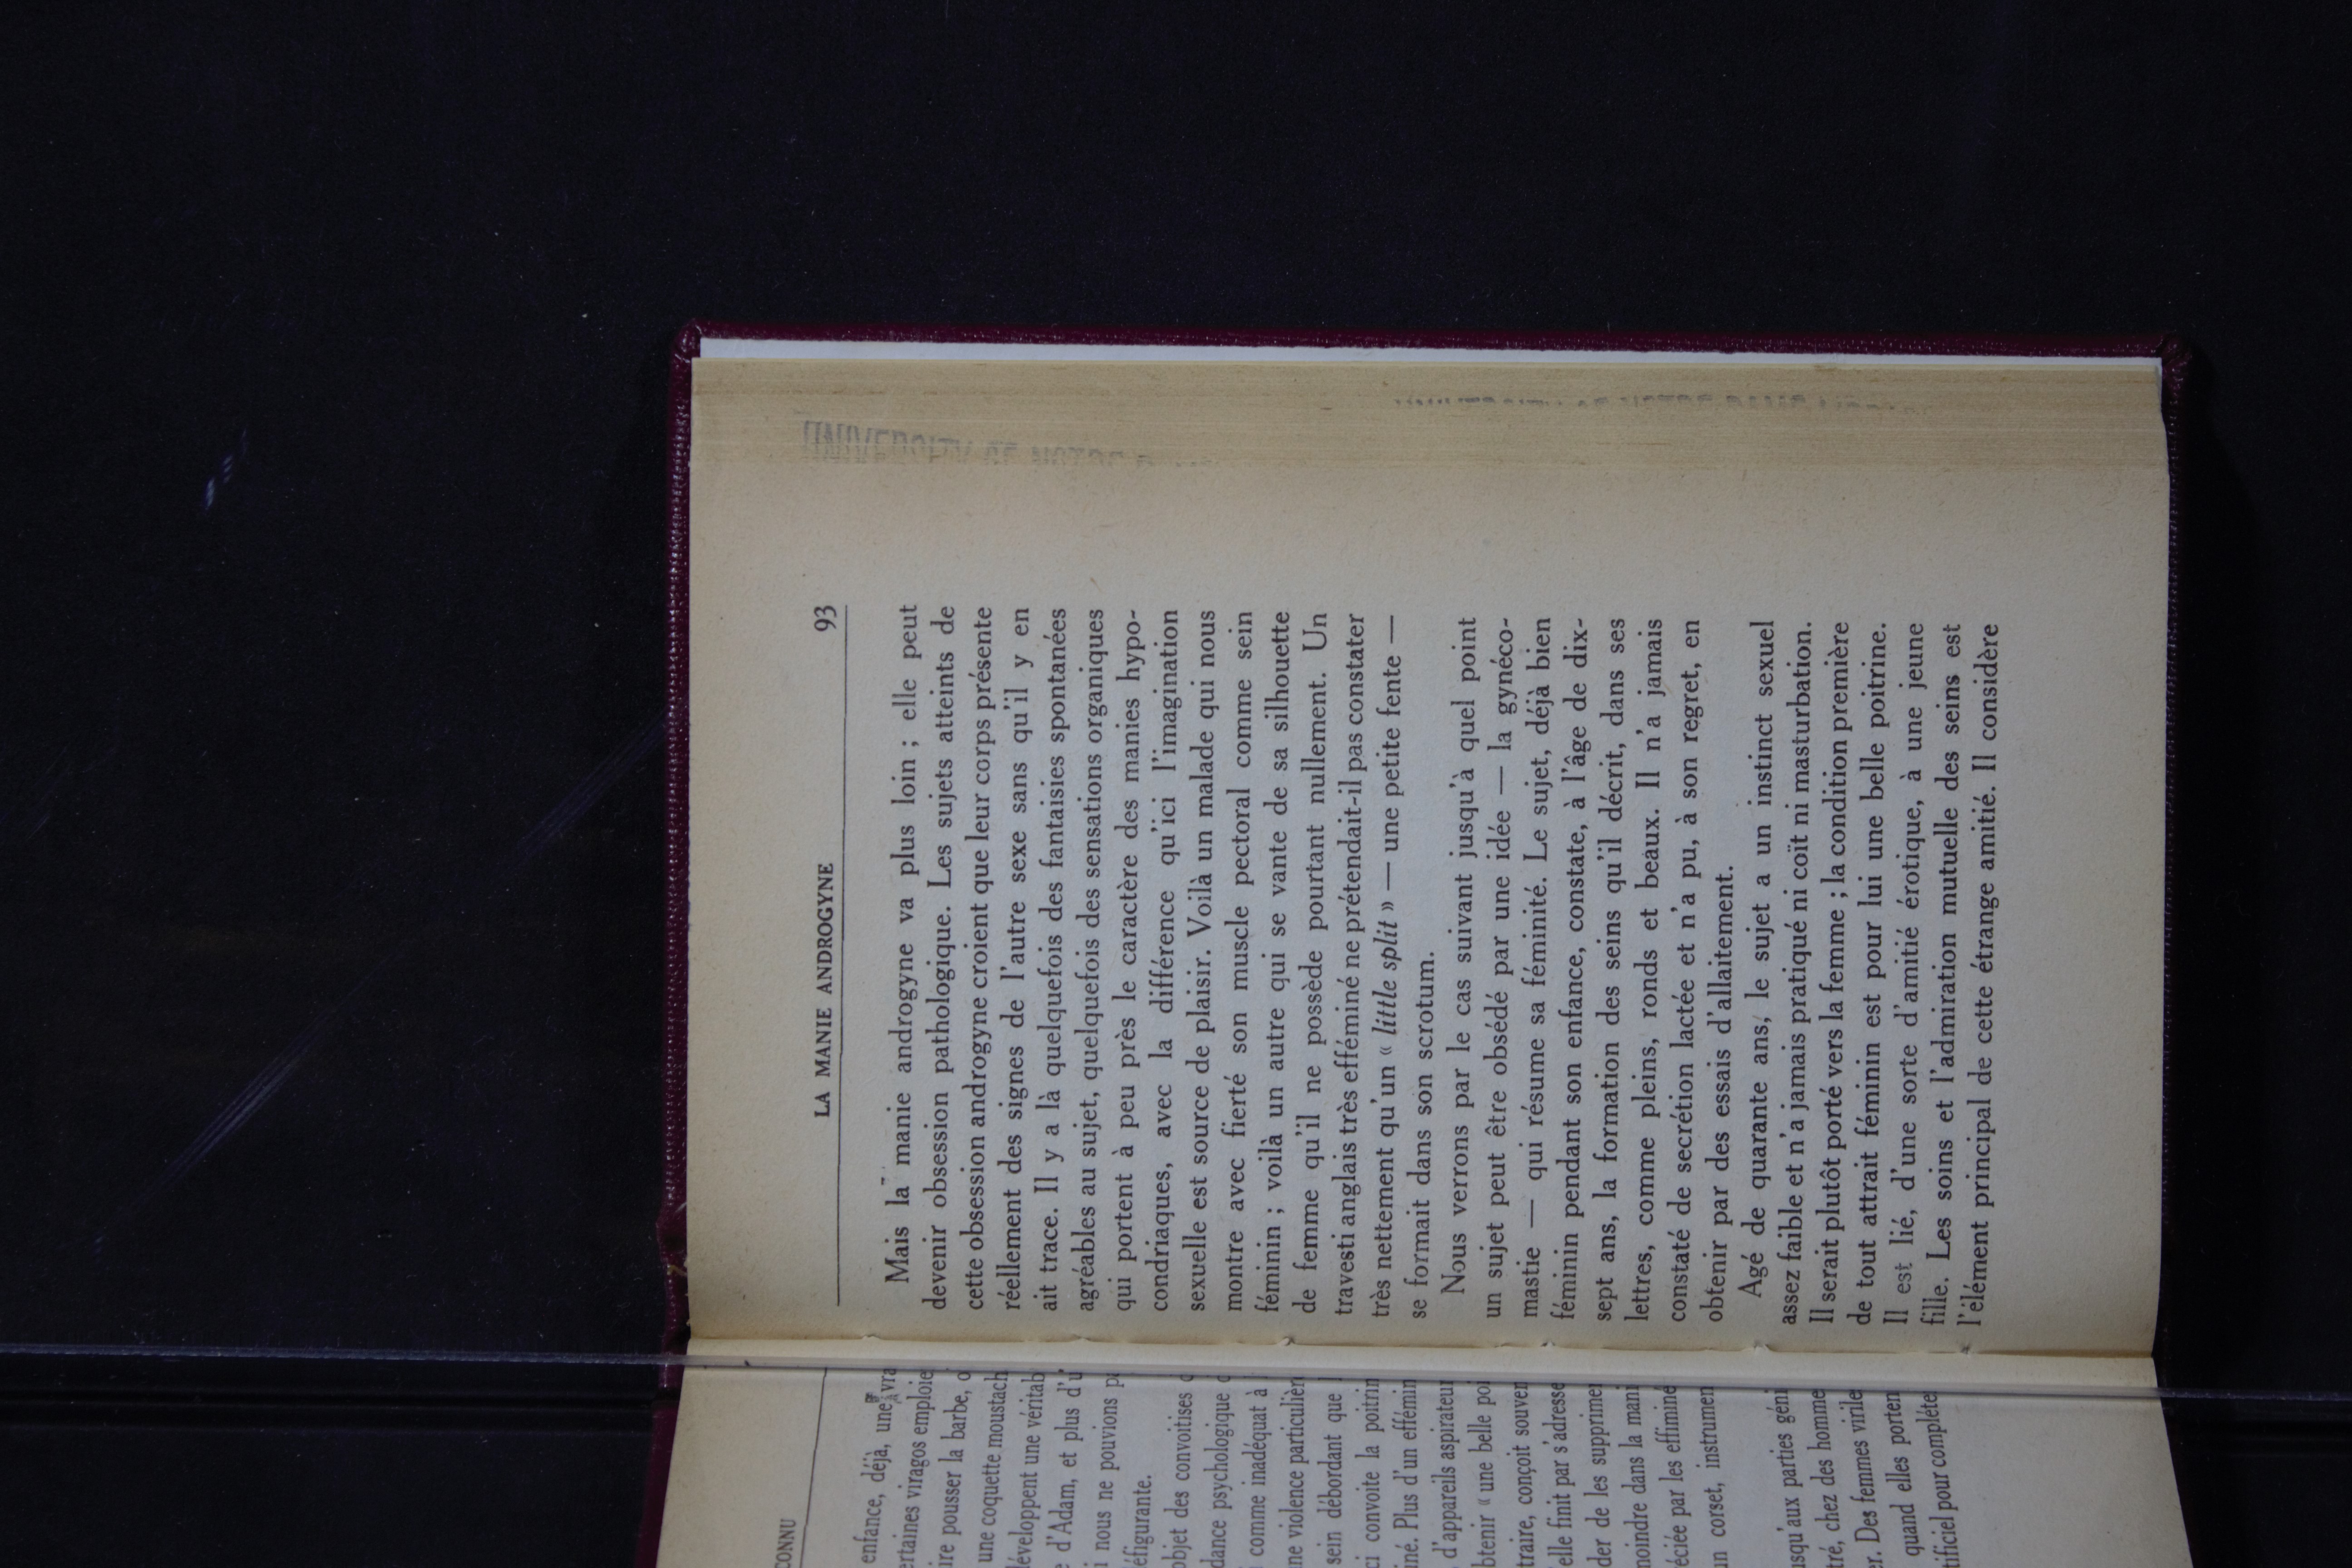 CONNU
enfance, déjà, une vra
ertaines viragos emploie
ire pousser la barbe, o
une coquette moustach
léveloppent une véritab
d'Adam, et plus d'u
i nous ne pouvions pa
éfigurante.
objet des convoitises
dance psychologique
comme inadéquat à
ne violence particulièr
sein débordant que
ci convoite la poitrin
iné. Plus d'un effémin
d'appareils aspirateur
btenir « une belle poi
traire, conçoit souven
elle finit par s'adresse
der de les supprimer
moindre dans la mani
éciée par les efféminé
un corset, instrumen
usqu'aux parties géni
tré, chez des homme
er. Des femmes virile
quand elles porten
tificiel pour compléte
LA MANIE ANDROGYNE 93
Mais la manie androgyne va plus loin ; elle peut
devenir obsession pathologique. Les sujets atteints de
cette obsession androgyne croient que leur corps présente
réellement des signes de l'autre sexe sans qu'il y en
ait trace. Il y a là quelquefois des fantaisies spontanées
agréables au sujet, quelquefois des sensations organiques
qui portent à peu près le caractère des manies hypo-
condriaques, avec la différence qu'ici l'imagination
sexuelle est source de plaisir. Voilà un malade qui nous
montre avec fierté son muscle pectoral comme sein
féminin ; voilà un autre qui se vante de sa silhouette
de femme qu'il ne possède pourtant nullement. Un
travesti anglais très efféminé ne prétendait-il pas constater
très nettement qu'un « little split » — une petite fente —
se formait dans son scrotum.
Nous verrons par le cas suivant jusqu'à quel point
un sujet peut être obsédé par une idée — la gynéco-
mastie — qui résume sa féminité. Le sujet, déjà bien
féminin pendant son enfance, constate, à l'âge de dix-
sept ans, la formation des seins qu'il décrit, dans ses
lettres, comme pleins, ronds et beaux. Il n'a jamais
constaté de secrétion lactée et n'a pu, à son regret, en
obtenir par des essais d'allaitement.
Agé de quarante ans, le sujet a un instinct sexuel
assez faible et n'a jamais pratiqué ni coït ni masturbation.
Il serait plutôt porté vers la femme ; la condition première
de tout attrait féminin est pour lui une belle poitrine.
Il est lié, d'une sorte d'amitié érotique, à une jeune
fille. Les soins et l'admiration mutuelle des seins est
l'élément principal de cette étrange amitié. Il considère